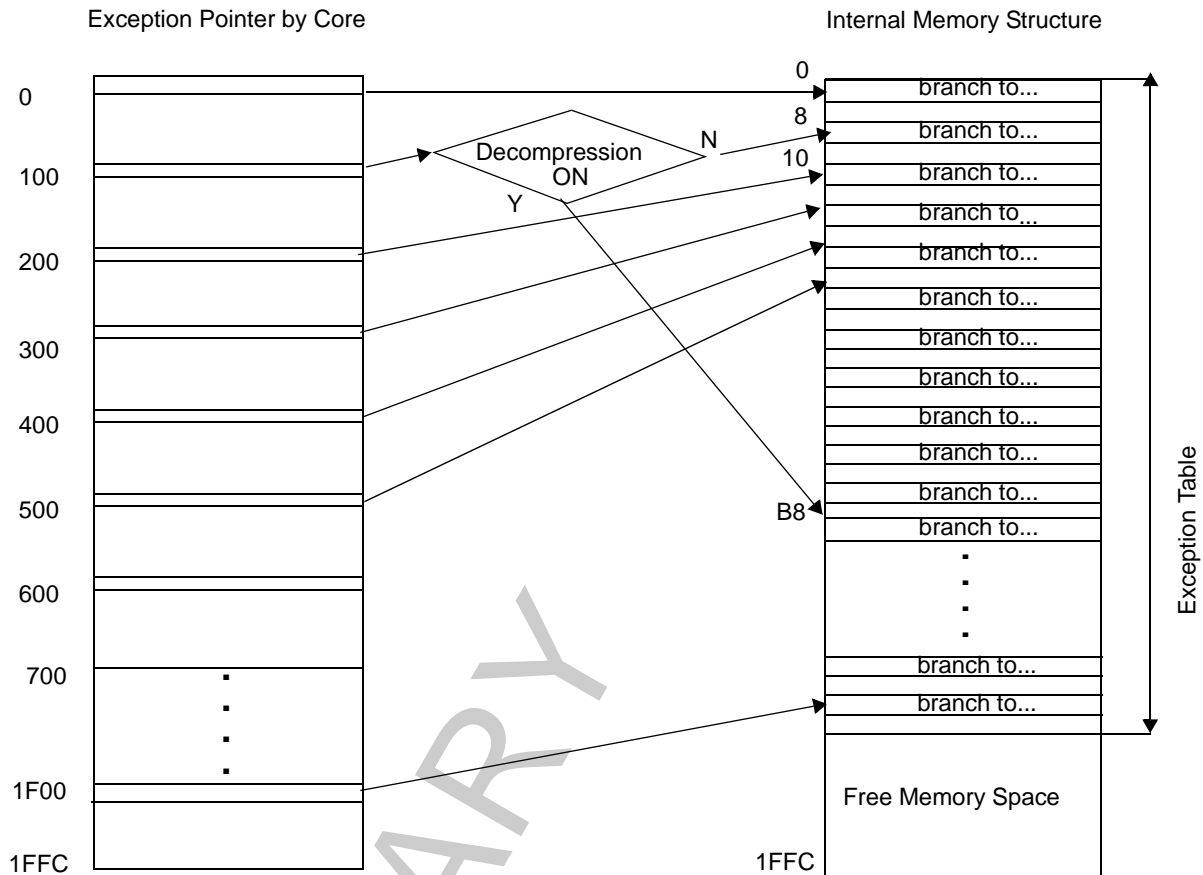 Exception Pointer by Core
Internal Memory Structure
0
100
200
300
400
500
600
700
1F00
1FFC
Decompression
ON
N
Y
0
8
10
B8
1FFC
branch to...
branch to...
branch to...
branch to...
branch to...
branch to...
branch to...
branch to...
branch to...
branch to...
branch to...
branch to...
branch to...
branch to...
Free Memory Space
Exception Table
ARY